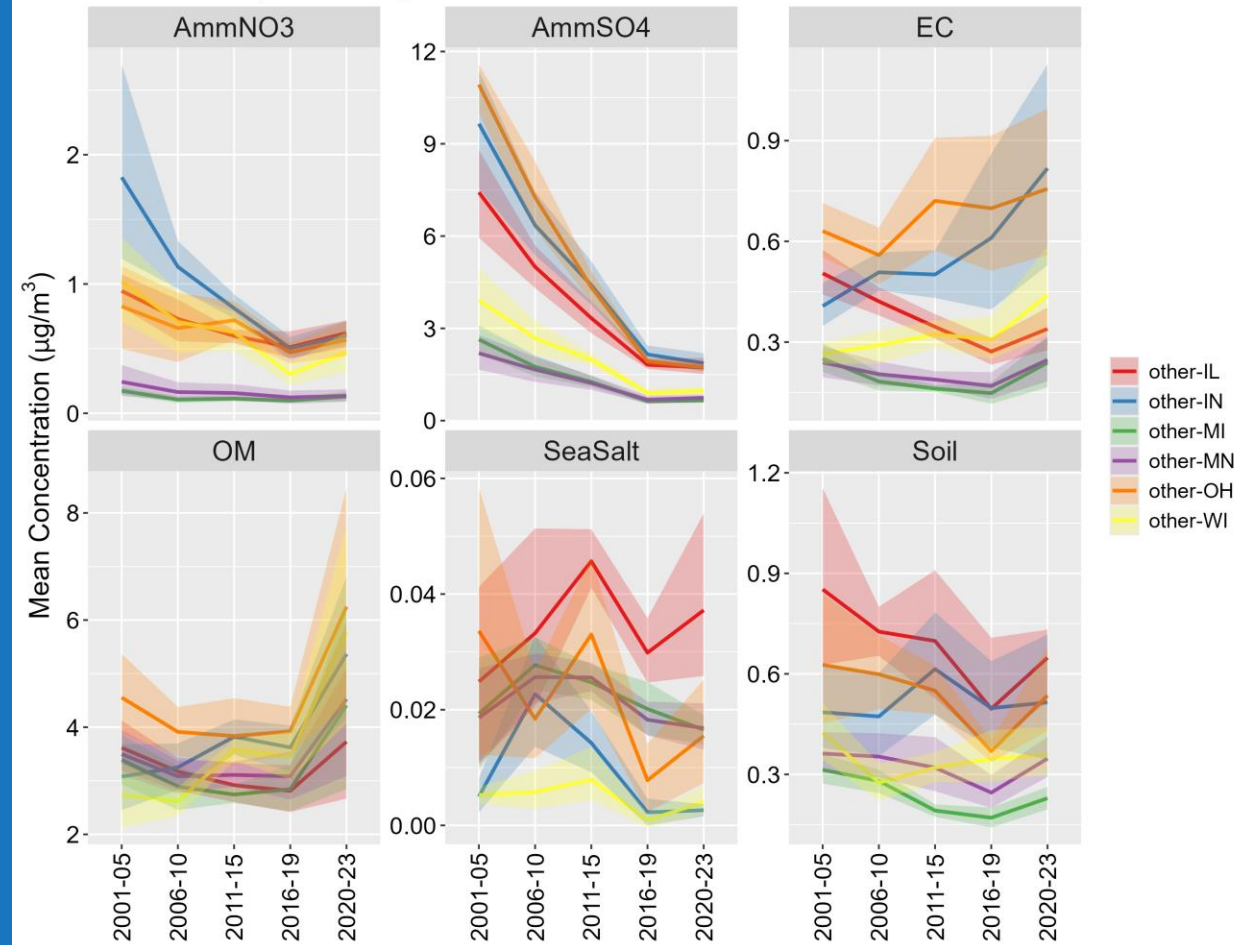 AmmNO3
AmmSO4
EC
Mean Concentration (µg/m³)
2
1
0
12
9
6
3
0
0.9
0.6
0.3
OM
SeaSalt
Soil
8
6
4
2
0.06
0.04
0.02
0.00
1.2
0.9
0.6
0.3
2001-05
2006-10
2011-15
2016-19
2020-23
2001-05
2006-10
2011-15
2016-19
2020-23
2001-05
2006-10
2011-15
2016-19
2020-23
other-IL
other-IN
other-MI
other-MN
other-OH
other-WI